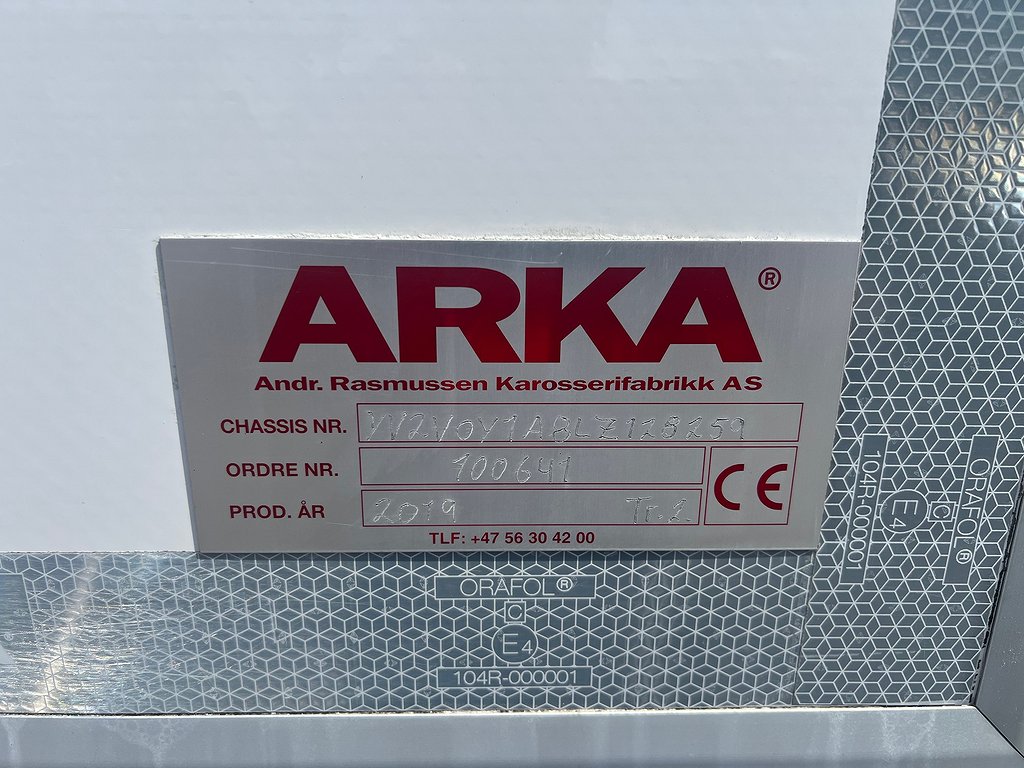 ARKA®
Andr. Rasmussen Karosserifabrikk AS
CHASSIS NR. YV2V0Y1A8LZ128259
ORDRE NR. 100641
PROD. ÅR 2019 Tr.2
CE
TLF: +47 56 30 42 00
ORAFOL®
C
E4
104R-000001
ORAFOL®
C
E4
104R-000001